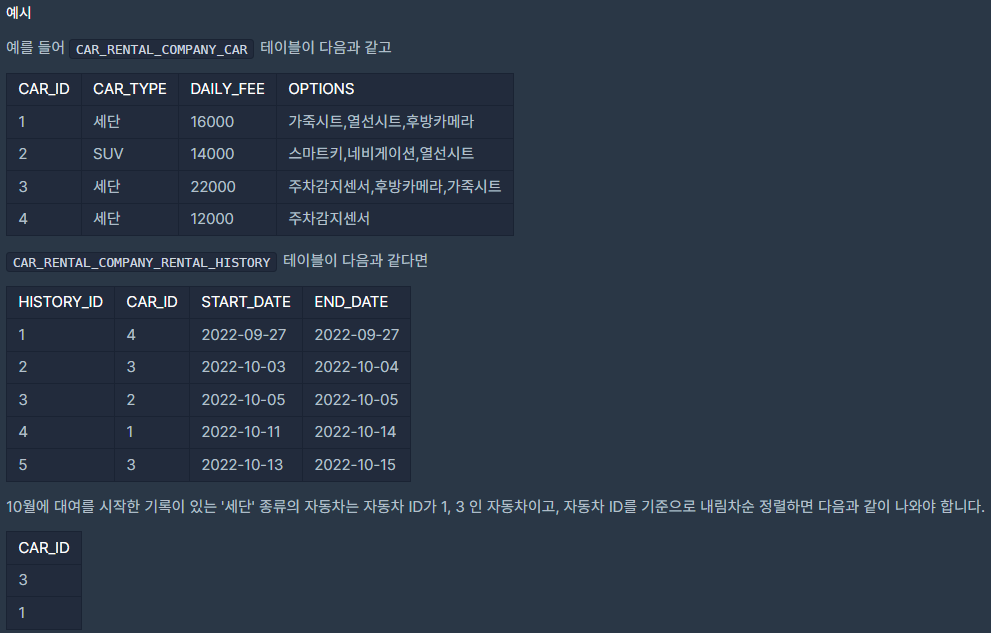 예시
예를 들어 CAR_RENTAL_COMPANY_CAR 테이블이 다음과 같고
CAR_ID CAR_TYPE DAILY_FEE OPTIONS
1 세단 16000 가죽시트,열선시트,후방카메라
2 SUV 14000 스마트키,네비게이션,열선시트
3 세단 22000 주차감지센서,후방카메라,가죽시트
4 세단 12000 주차감지센서
CAR_RENTAL_COMPANY_RENTAL_HISTORY 테이블이 다음과 같다면
HISTORY_ID CAR_ID START_DATE END_DATE
1 4 2022-09-27 2022-09-27
2 3 2022-10-03 2022-10-04
3 2 2022-10-05 2022-10-05
4 1 2022-10-11 2022-10-14
5 3 2022-10-13 2022-10-15
10월에 대여를 시작한 기록이 있는 '세단' 종류의 자동차는 자동차 ID가 1, 3 인 자동차이고, 자동차 ID를 기준으로 내림차순 정렬하면 다음과 같이 나와야 합니다.
CAR_ID
3
1